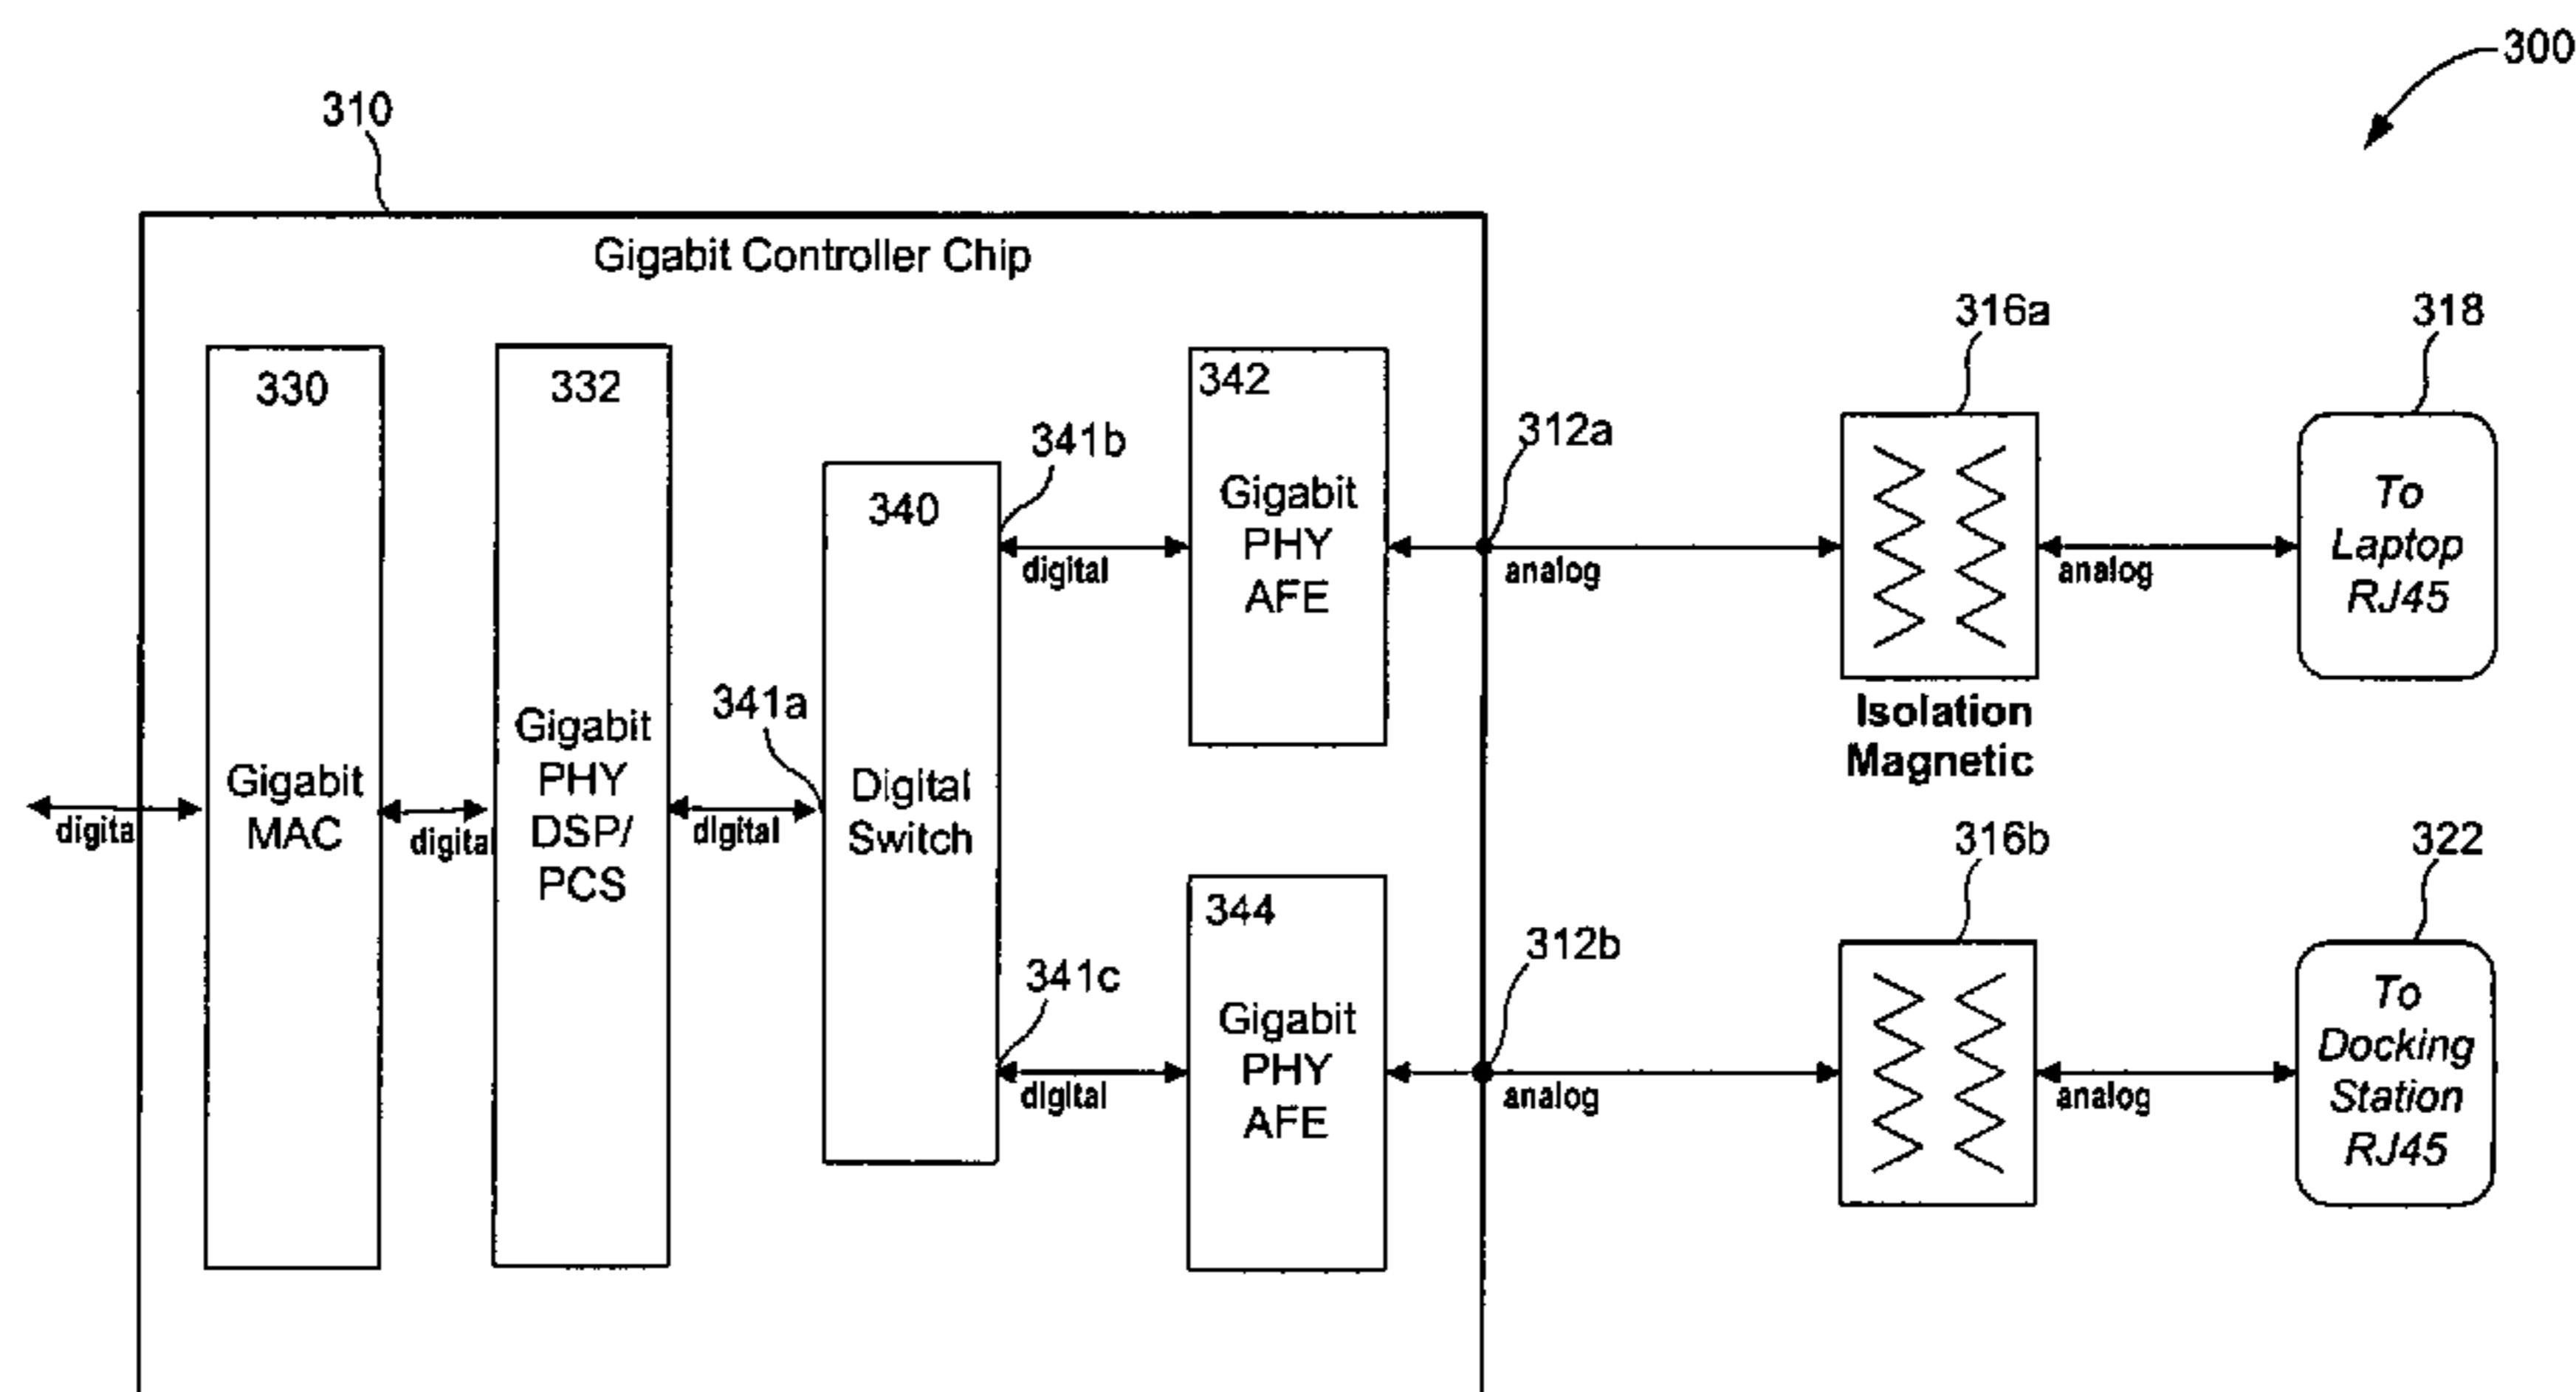 300
310
Gigabit Controller Chip
316a
318
330
332
342
312a
341b
340
Gigabit
PHY
AFE
To
Laptop
RJ45
digital
analog
analog
341a
Isolation
Magnetic
Gigabit
MAC
Gigabit
PHY
DSP/
PCS
Digital
Switch
digita
digital
digital
316b
322
344
312b
341c
Gigabit
PHY
AFE
To
Docking
Station
RJ45
digital
analog
analog